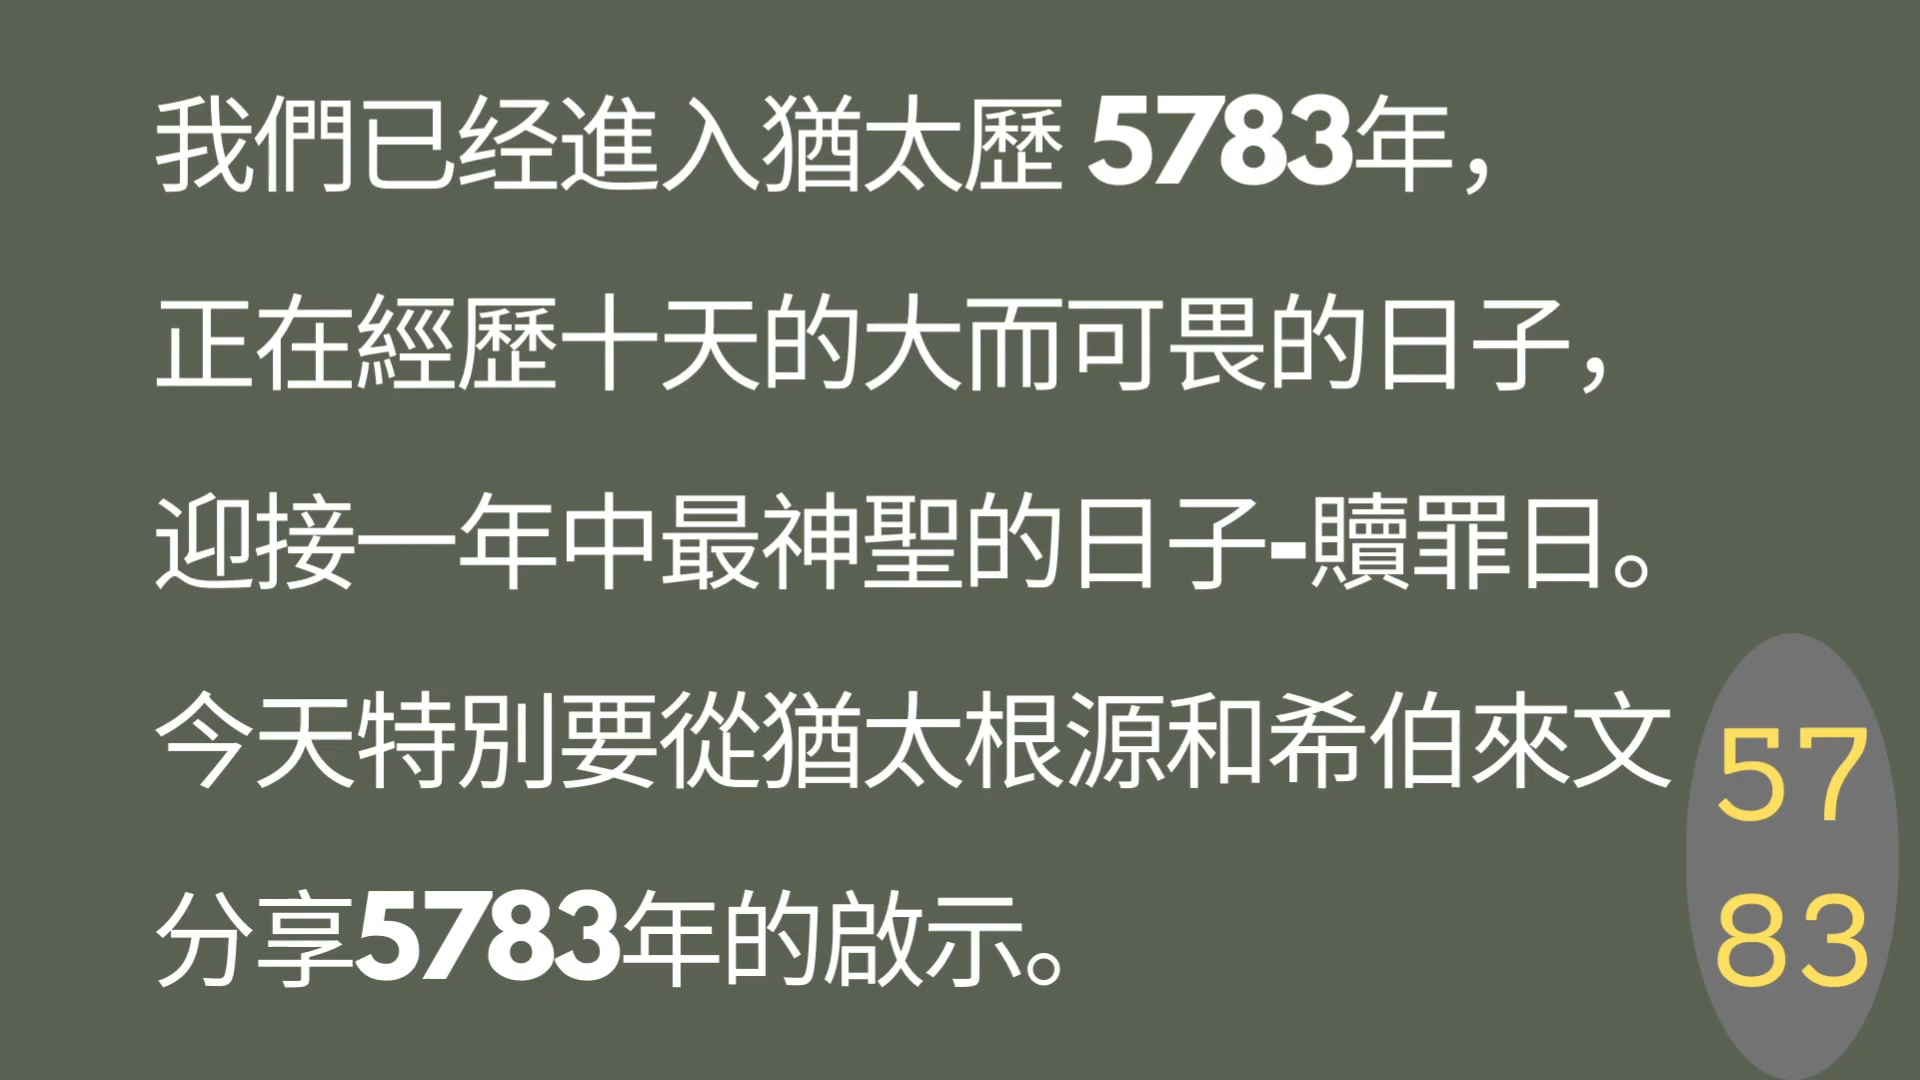 我們已经進入猶太歷 5783年，
正在經歷十天的大而可畏的日子，
迎接一年中最神聖的日子-贖罪日。
今天特別要從猶太根源和希伯來文
分享5783年的啟示。
57
83